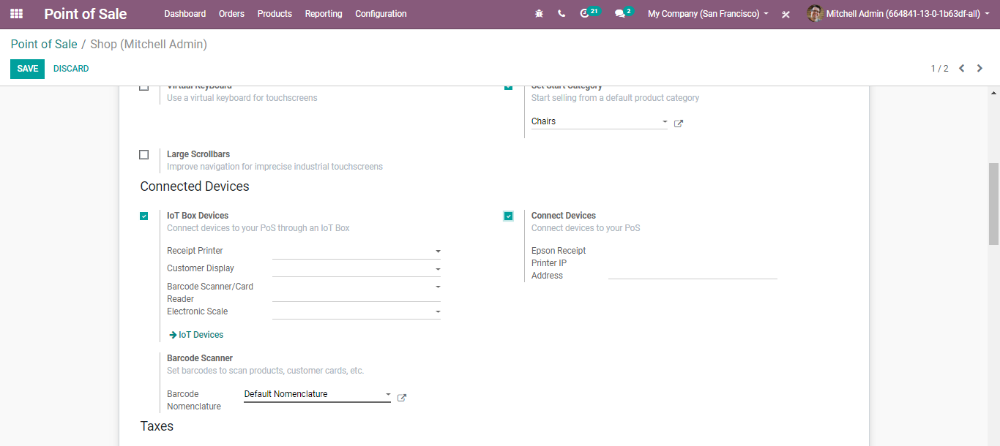 Point of Sale
Dashboard
Orders
Products
Reporting
Configuration
21
2
My Company (San Francisco)
Mitchell Admin (664841-13-0-1b63df-all)
Point of Sale / Shop (Mitchell Admin)
SAVE
DISCARD
1 / 2
Virtual KeyBoard
Use a virtual keyboard for touchscreens
Set Start Category
Start selling from a default product category
Chairs
Large Scrollbars
Improve navigation for imprecise industrial touchscreens
Connected Devices
IoT Box Devices
Connect devices to your PoS through an IoT Box
Receipt Printer
Customer Display
Barcode Scanner/Card
Reader
Electronic Scale
IoT Devices
Connect Devices
Connect devices to your PoS
Epson Receipt
Printer IP
Address
Barcode Scanner
Set barcodes to scan products, customer cards, etc.
Barcode
Nomenclature
Default Nomenclature
Taxes